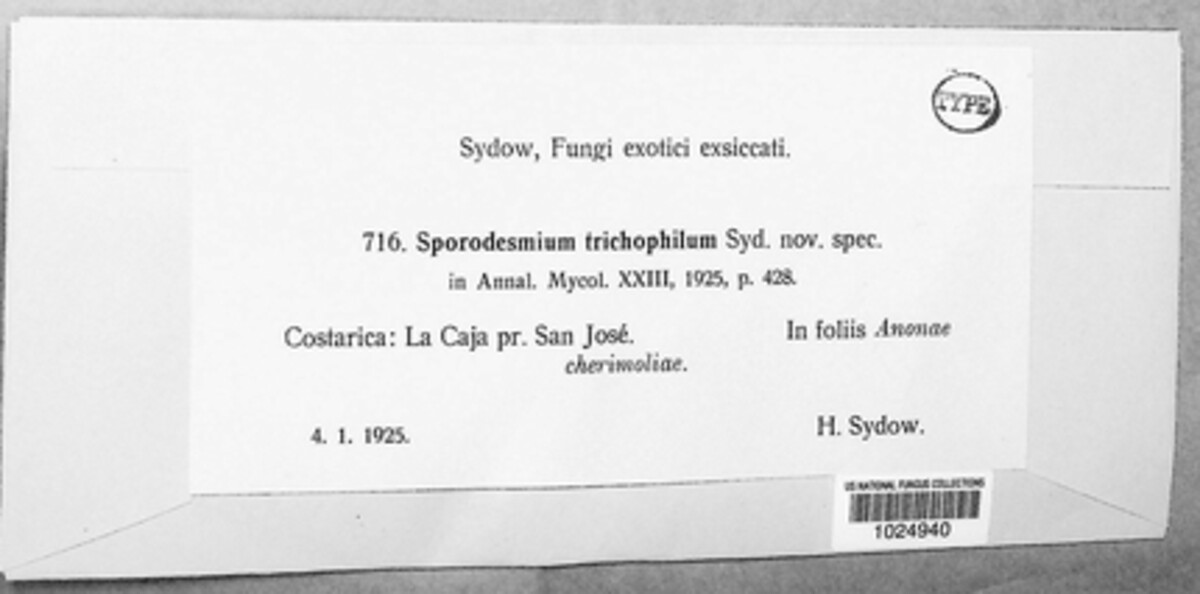 TYPE
Sydow, Fungi exotici exsiccati.
716. Sporodesmium trichophilum Syd. nov. spec.
in Annal. Mycol. XXIII, 1925, p. 428.
Costarica: La Caja pr. San José. In foliis Anonae
cherimoliae.
4. 1. 1925. H. Sydow.
US NATIONAL FUNGUS COLLECTIONS
1024940